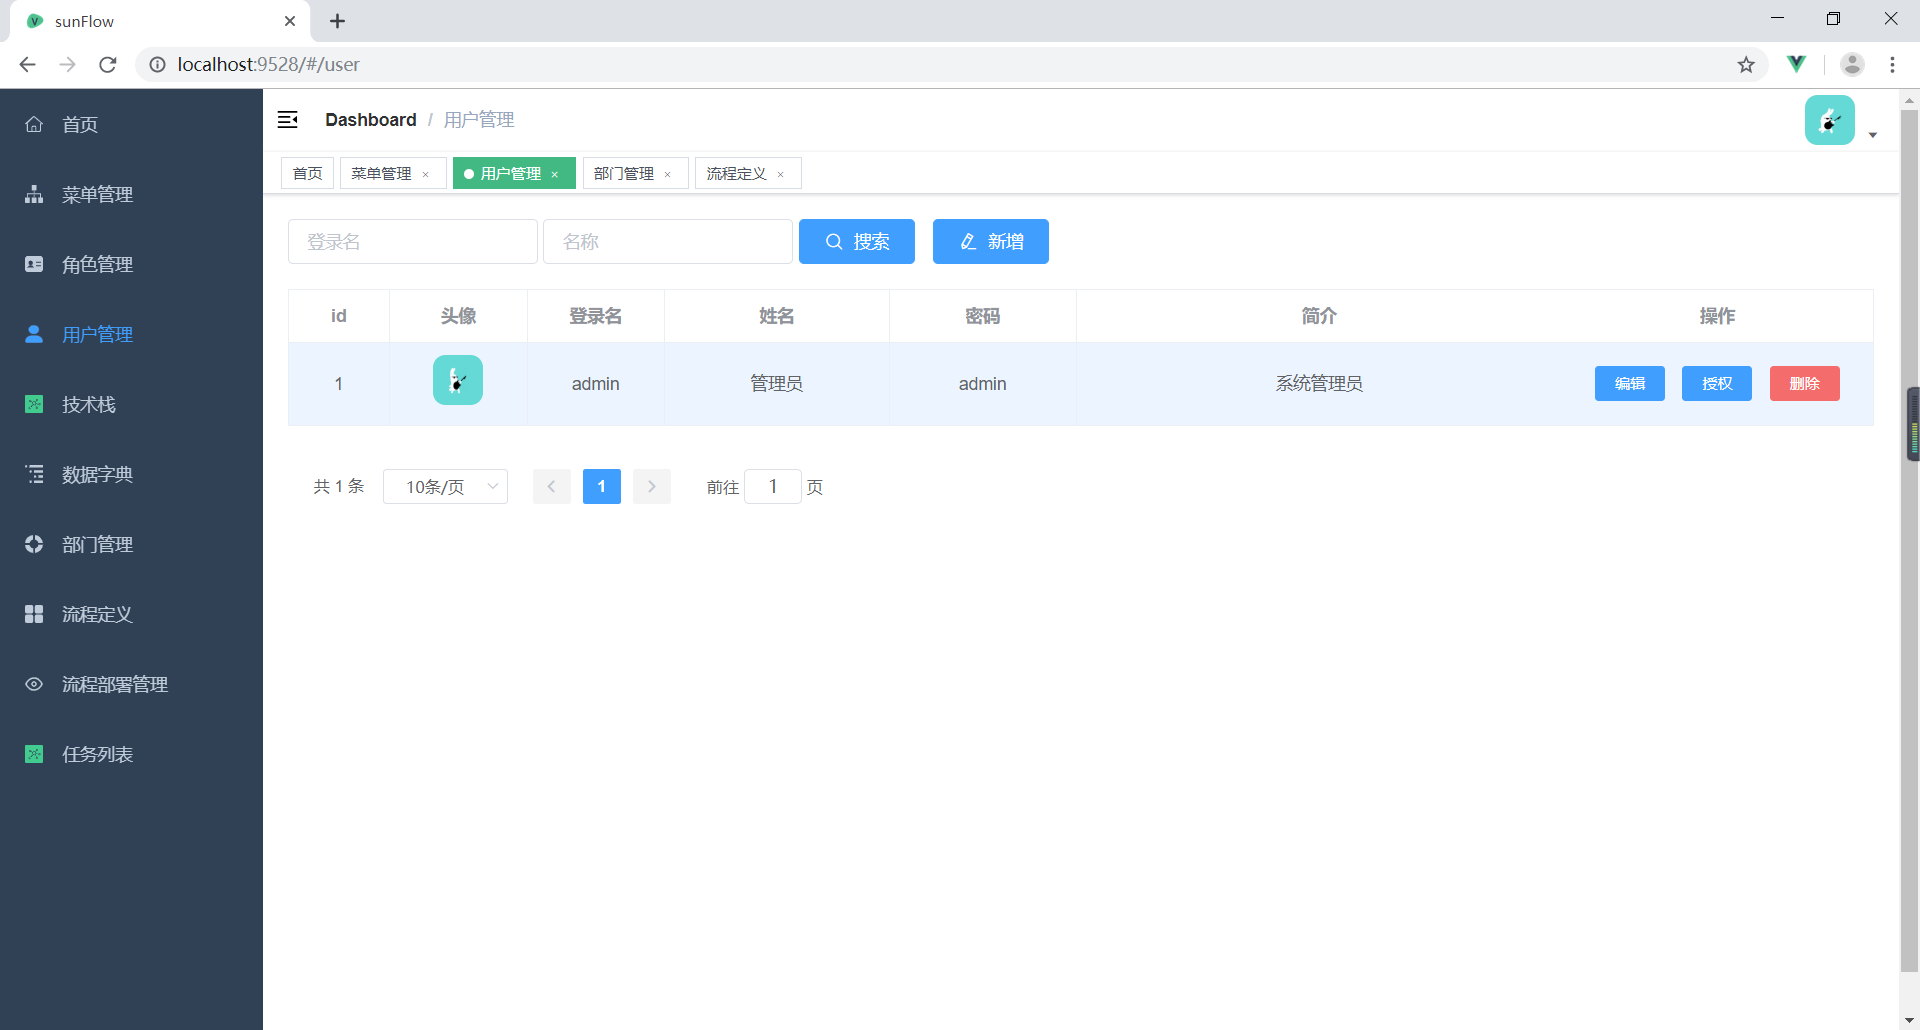 sunFlow
localhost:9528/#/user
首页
菜单管理
角色管理
用户管理
技术栈
数据字典
部门管理
流程定义
流程部署管理
任务列表
Dashboard / 用户管理
首页 菜单管理 × 用户管理 × 部门管理 × 流程定义 ×
登录名 名称 搜索 新增
id 头像 登录名 姓名 密码 简介 操作
1 admin 管理员 admin 系统管理员 编辑 授权 删除
共 1 条 10条/页 1 前往 1 页